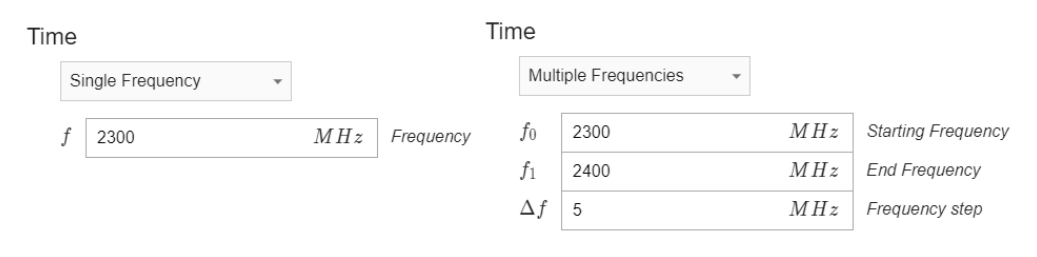 Time
Single Frequency
f 2300 MHz Frequency
Time
Multiple Frequencies
f0 2300 MHz Starting Frequency
f1 2400 MHz End Frequency
Δf 5 MHz Frequency step